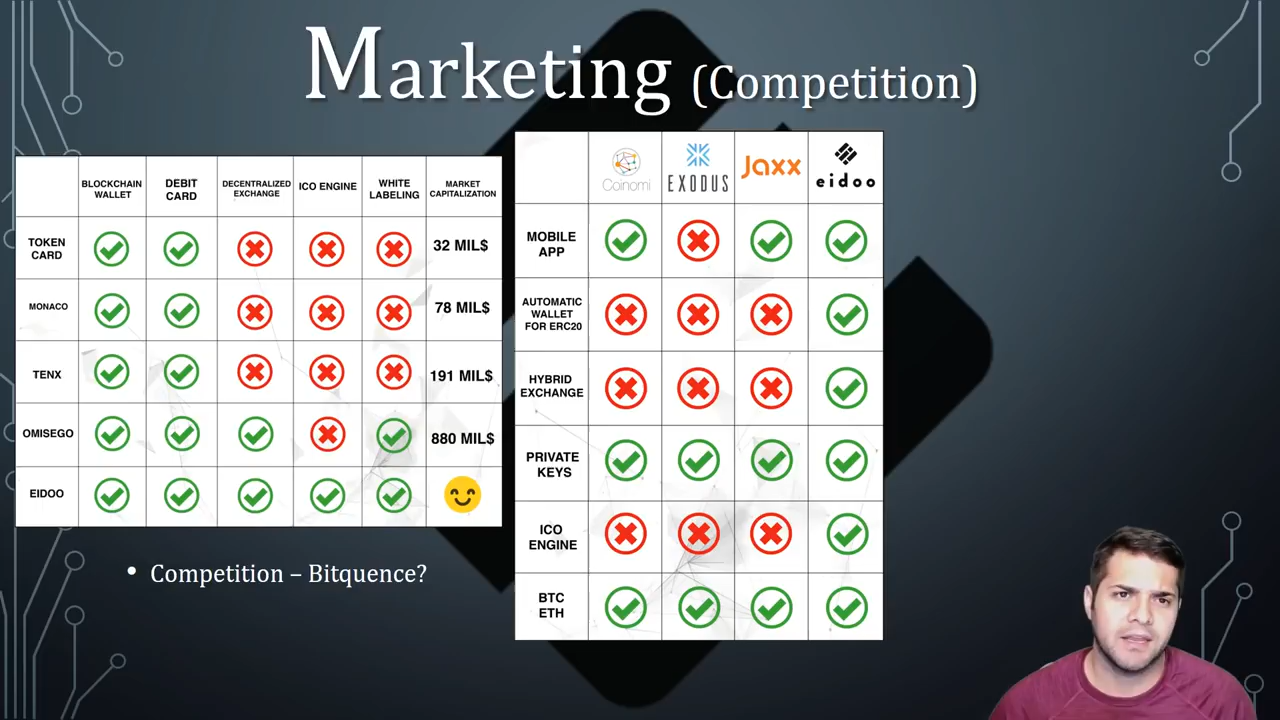 Marketing (Competition)
BLOCKCHAIN WALLET
DEBIT CARD
DECENTRALIZED EXCHANGE
ICO ENGINE
WHITE LABELING
MARKET CAPITALIZATION
TOKEN CARD
32 MIL$
MONACO
78 MIL$
TENX
191 MIL$
OMISEGO
880 MIL$
EIDOO
Coinomi
EXODUS
Jaxx
eidoo
MOBILE APP
AUTOMATIC WALLET FOR ERC20
HYBRID EXCHANGE
PRIVATE KEYS
ICO ENGINE
BTC ETH
• Competition – Bitquence?